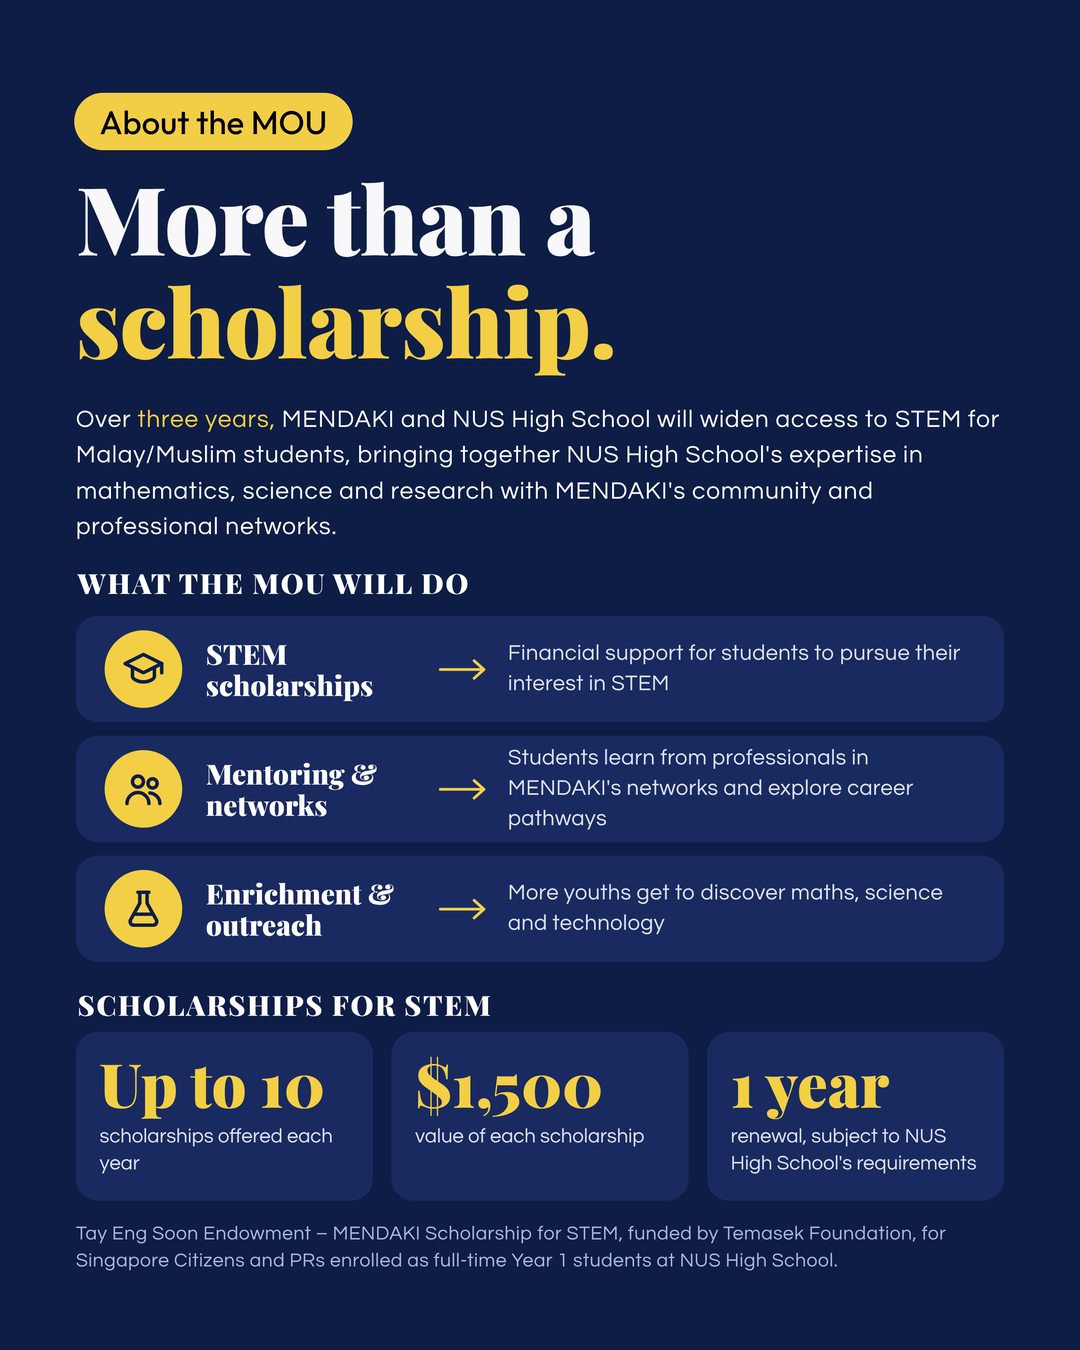 About the MOU
More than a
scholarship.
Over three years, MENDAKI and NUS High School will widen access to STEM for
Malay/Muslim students, bringing together NUS High School's expertise in
mathematics, science and research with MENDAKI's community and
professional networks.
WHAT THE MOU WILL DO
STEM
scholarships
Financial support for students to pursue their
interest in STEM
Mentoring &
networks
Students learn from professionals in
MENDAKI's networks and explore career
pathways
Enrichment &
outreach
More youths get to discover maths, science
and technology
SCHOLARSHIPS FOR STEM
Up to 10
scholarships offered each
year
$1,500
value of each scholarship
1 year
renewal, subject to NUS
High School's requirements
Tay Eng Soon Endowment – MENDAKI Scholarship for STEM, funded by Temasek Foundation, for
Singapore Citizens and PRs enrolled as full-time Year 1 students at NUS High School.